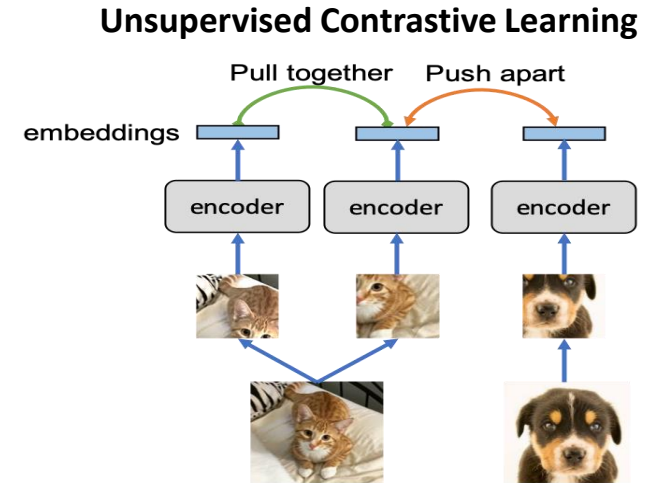 Unsupervised Contrastive Learning
Pull together Push apart
embeddings
encoder encoder encoder